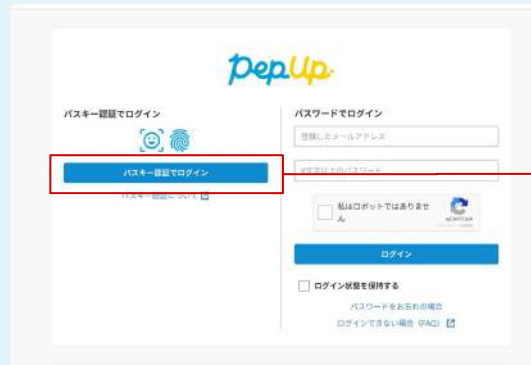 PepUp
パスキー認証でログイン
パスキー認証でログイン
パスキー認証について
パスワードでログイン
登録したメールアドレス
8文字以上のパスワード
私はロボットではありませ
ん
reCAPTCHA
ログイン
ログイン状態を保持する
パスワードをお忘れの場合
ログインできない場合（FAQ）